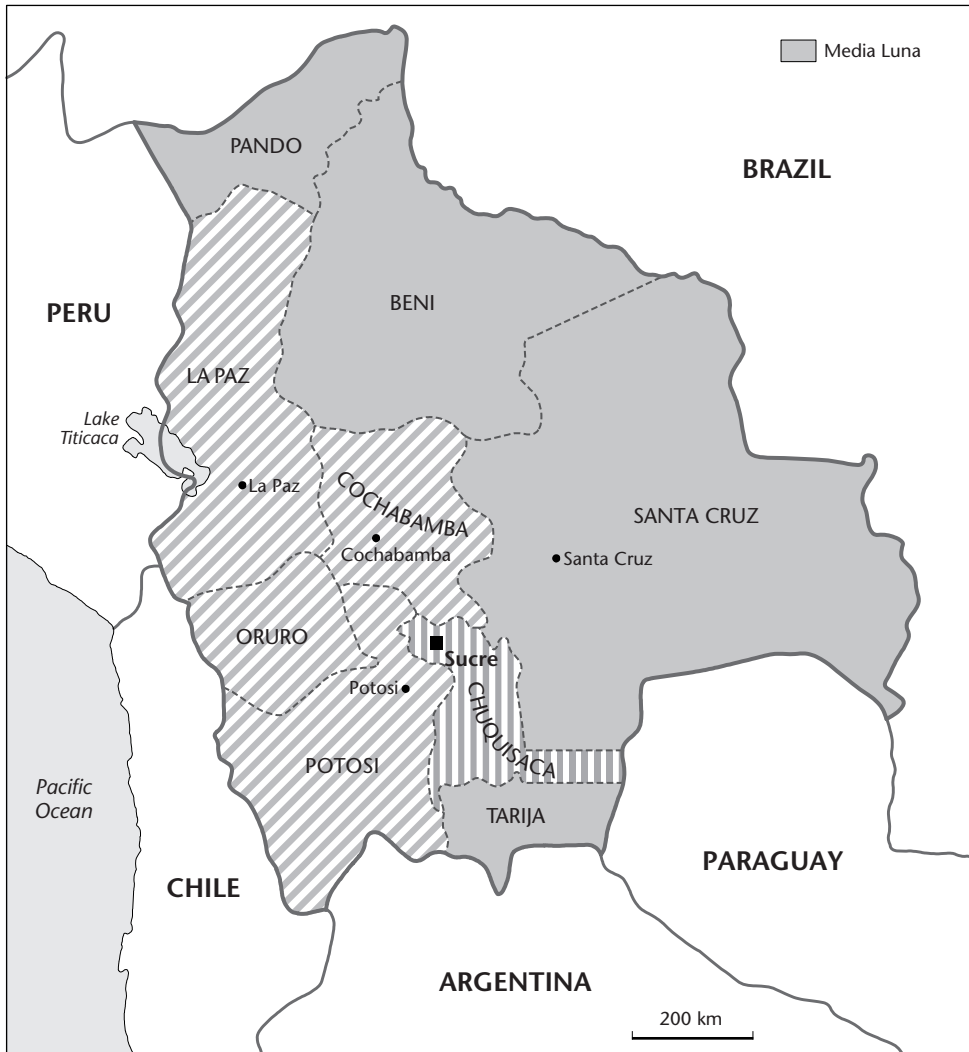 Media Luna
PANDO
BRAZIL
PERU
BENI
LA PAZ
Lake
Titicaca
La Paz
COCHABAMBA
Cochabamba
SANTA CRUZ
Santa Cruz
ORURO
Sucre
Potosi
CHUQUISACA
POTOSI
Pacific
Ocean
TARIJA
PARAGUAY
CHILE
ARGENTINA
200 km